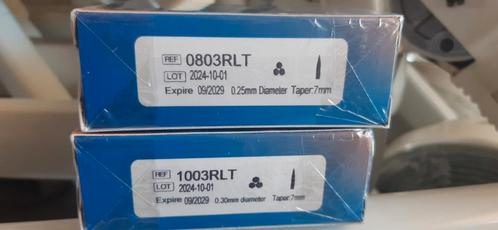 REF 0803RLT
LOT 2024-10-01
Expire 09/2029 0.25mm Diameter Taper:7mm
REF 1003RLT
LOT 2024-10-01
Expire 09/2029 0.30mm diameter Taper:7mm